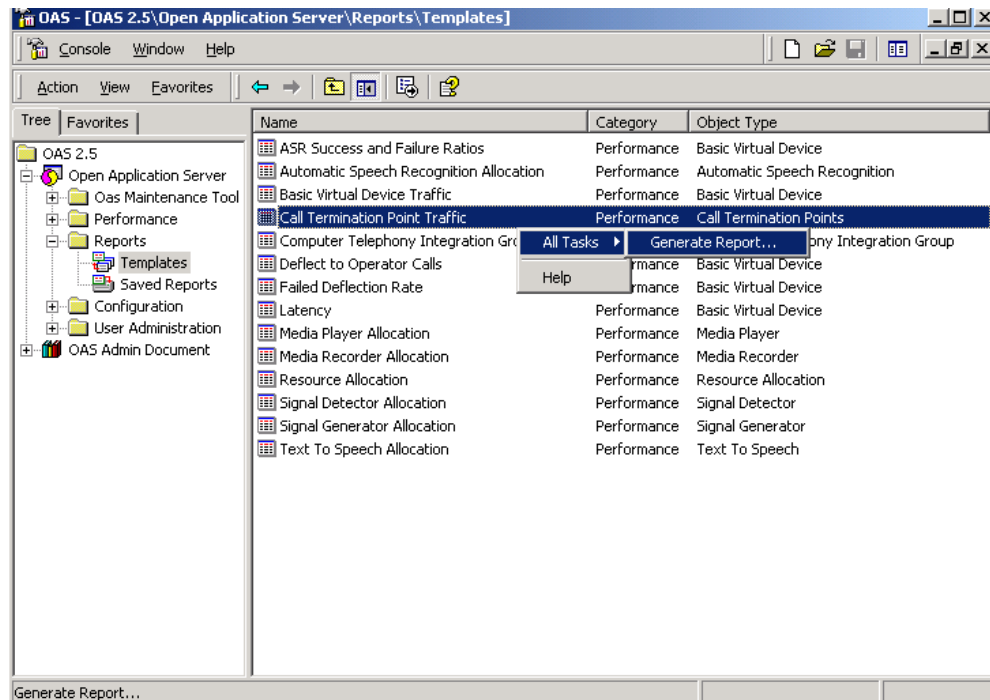 OAS - [OAS 2.5\Open Application Server\Reports\Templates]
Console Window Help
Action View Favorites
Tree Favorites
OAS 2.5
Open Application Server
Oas Maintenance Tool
Performance
Reports
Templates
Saved Reports
Configuration
User Administration
OAS Admin Document
Name Category Object Type
ASR Success and Failure Ratios Performance Basic Virtual Device
Automatic Speech Recognition Allocation Performance Automatic Speech Recognition
Basic Virtual Device Traffic Performance Basic Virtual Device
Call Termination Point Traffic Performance Call Termination Points
Computer Telephony Integration Gro All Tasks Generate Report... ony Integration Group
Deflect to Operator Calls rmance Basic Virtual Device
Help
Failed Deflection Rate rmance Basic Virtual Device
Latency Performance Basic Virtual Device
Media Player Allocation Performance Media Player
Media Recorder Allocation Performance Media Recorder
Resource Allocation Performance Resource Allocation
Signal Detector Allocation Performance Signal Detector
Signal Generator Allocation Performance Signal Generator
Text To Speech Allocation Performance Text To Speech
Generate Report...